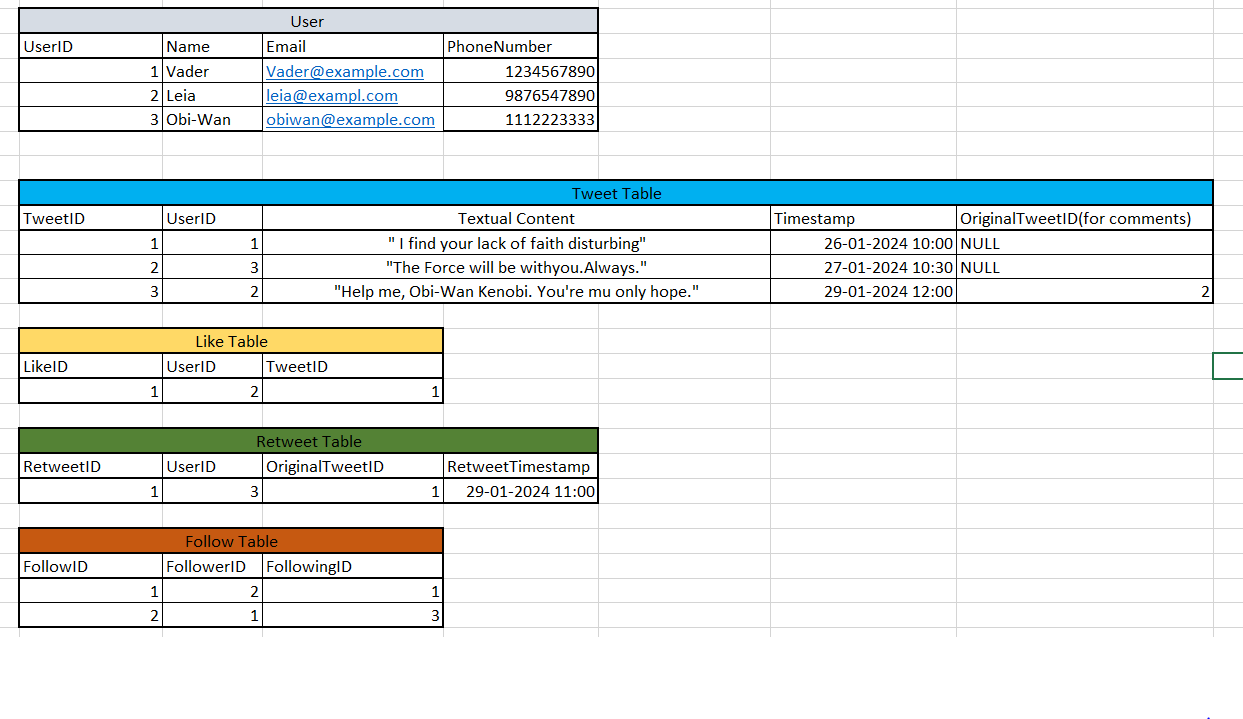 User
UserID Name Email PhoneNumber
1 Vader Vader@example.com 1234567890
2 Leia leia@exampl.com 9876547890
3 Obi-Wan obiwan@example.com 1112223333
Tweet Table
TweetID UserID Textual Content Timestamp OriginalTweetID(for comments)
1 1 " I find your lack of faith disturbing" 26-01-2024 10:00 NULL
2 3 "The Force will be withyou.Always." 27-01-2024 10:30 NULL
3 2 "Help me, Obi-Wan Kenobi. You're mu only hope." 29-01-2024 12:00 2
Like Table
LikeID UserID TweetID
1 2 1
Retweet Table
RetweetID UserID OriginalTweetID RetweetTimestamp
1 3 1 29-01-2024 11:00
Follow Table
FollowID FollowerID FollowingID
1 2 1
2 1 3